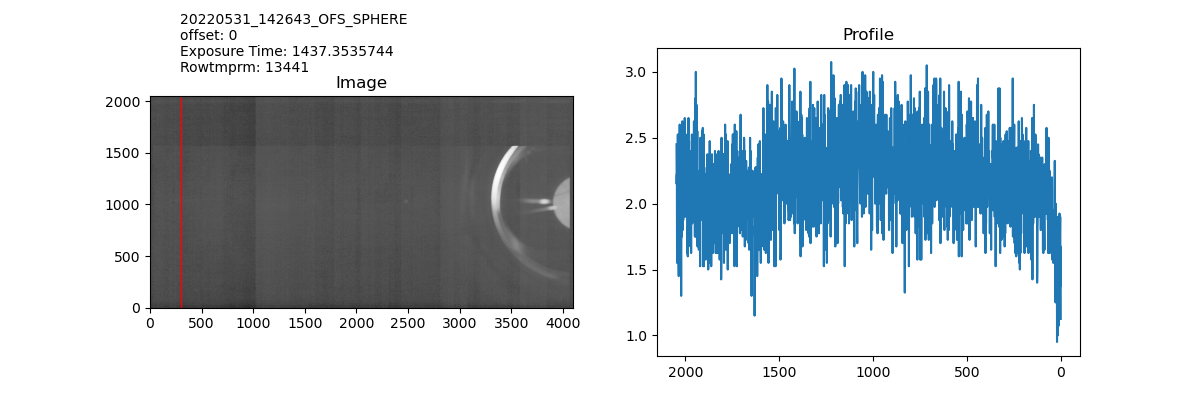 20220531_142643_OFS_SPHERE
offset: 0
Exposure Time: 1437.3535744
Rowtmprm: 13441
Image
2000
1500
1000
500
0
0 500 1000 1500 2000 2500 3000 3500 4000
Profile
3.0
2.5
2.0
1.5
1.0
2000 1500 1000 500 0